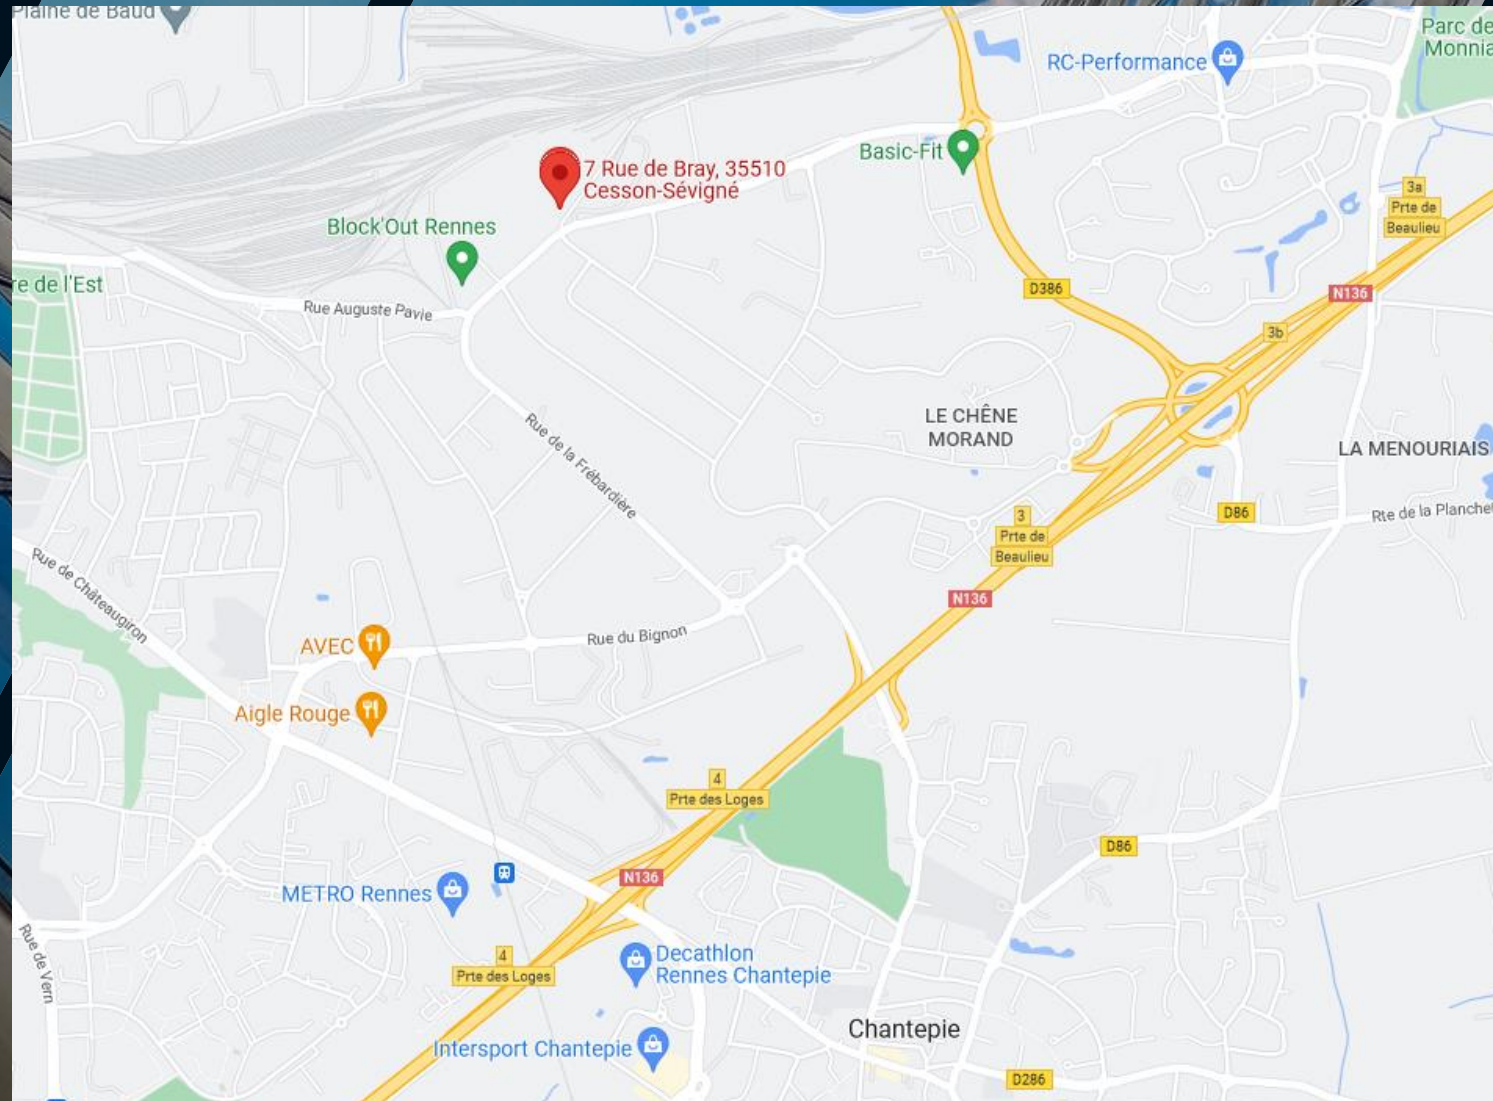 Plaine de Baud
Parc de
Monnia
RC-Performance
Basic-Fit
7 Rue de Bray, 35510
Cesson-Sévigné
3a
Prte de
Beaulieu
Block'Out Rennes
re de l'Est
D386
N136
Rue Auguste Pavie
3b
LE CHÊNE
MORAND
Rue de la Frébardière
LA MENOURIAIS
D86
Rte de la Planche
3
Prte de
Beaulieu
Rue de Châteaugiron
N136
Rue du Bignon
AVEC
Aigle Rouge
4
Prte des Loges
D86
N136
METRO Rennes
Rue de Vern
4
Prte des Loges
Decathlon
Rennes Chantepie
Chantepie
Intersport Chantepie
D286